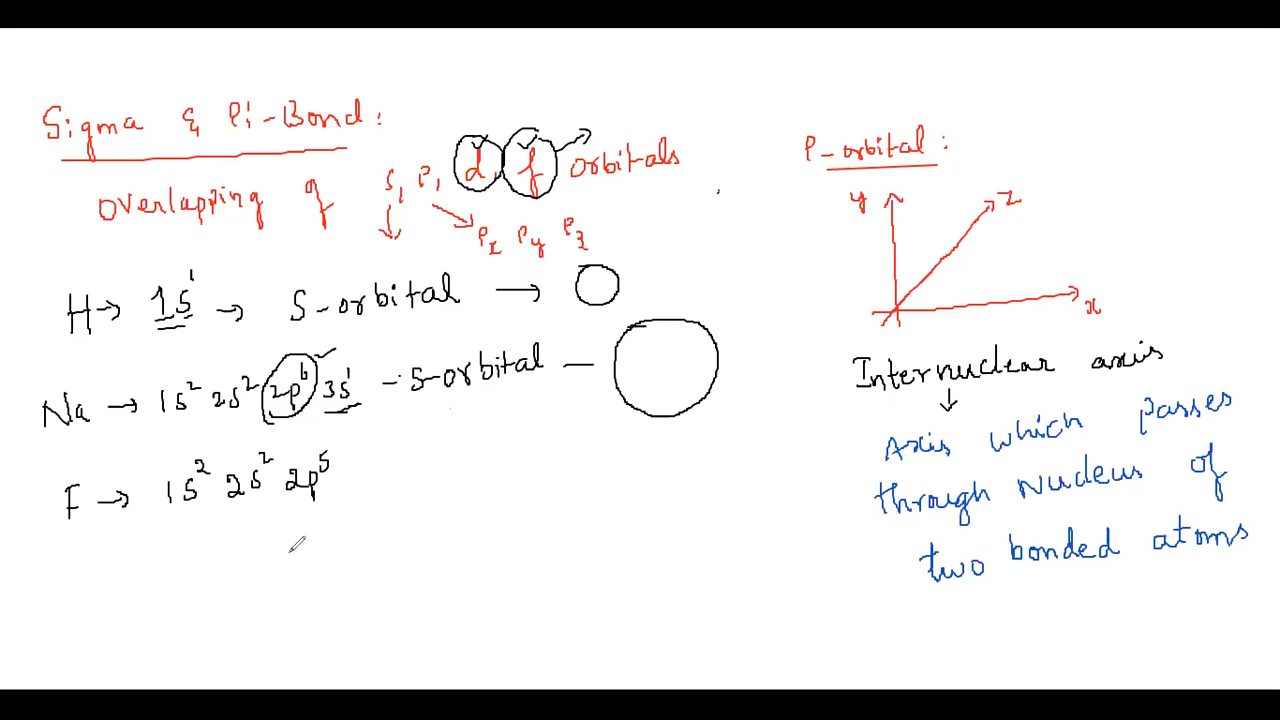 Sigma & Pi-Bond:
Overlapping of s, p, d, f orbitals
Px Py Pz
H → 1s¹ → S-orbital →
Na → 1s² 2s² 2p⁶ 3s¹ - S-orbital -
F → 1s² 2s² 2p⁵
P-orbital:
y
z
x
Internuclear axis
↓
Axis which passes
through Nucleus of
two bonded atoms